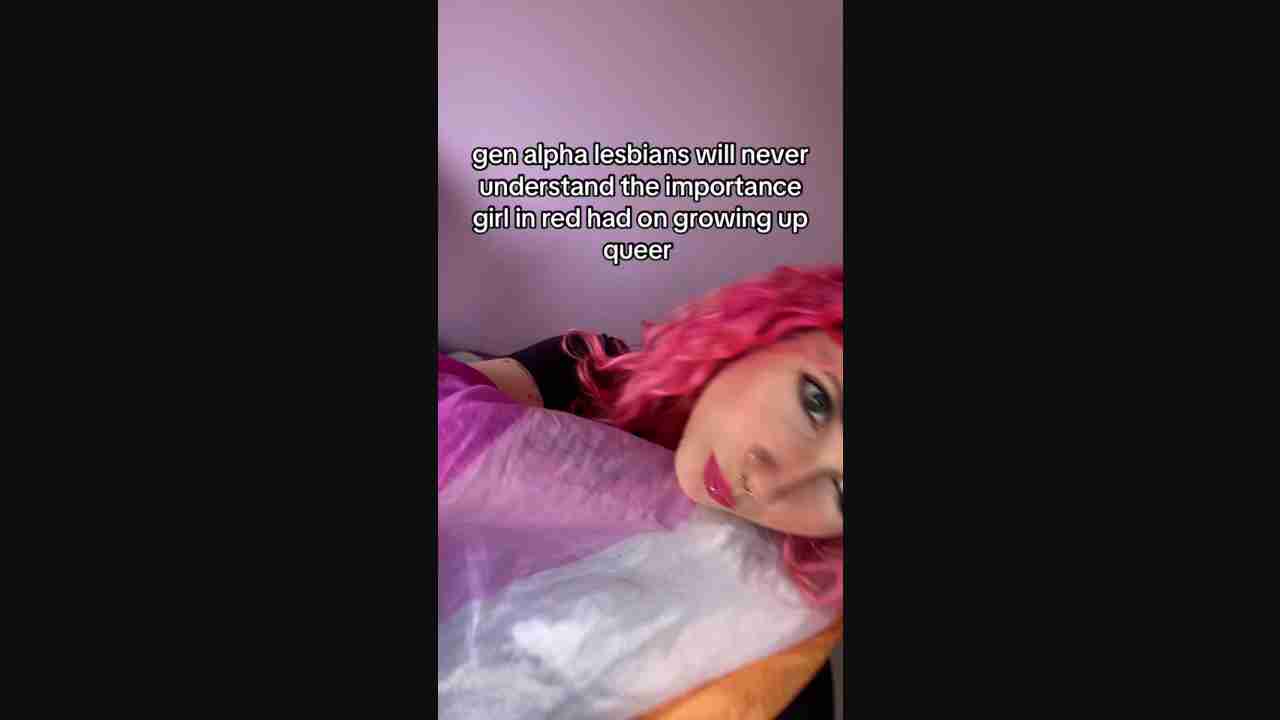 gen alpha lesbians will never
understand the importance
girl in red had on growing up
queer